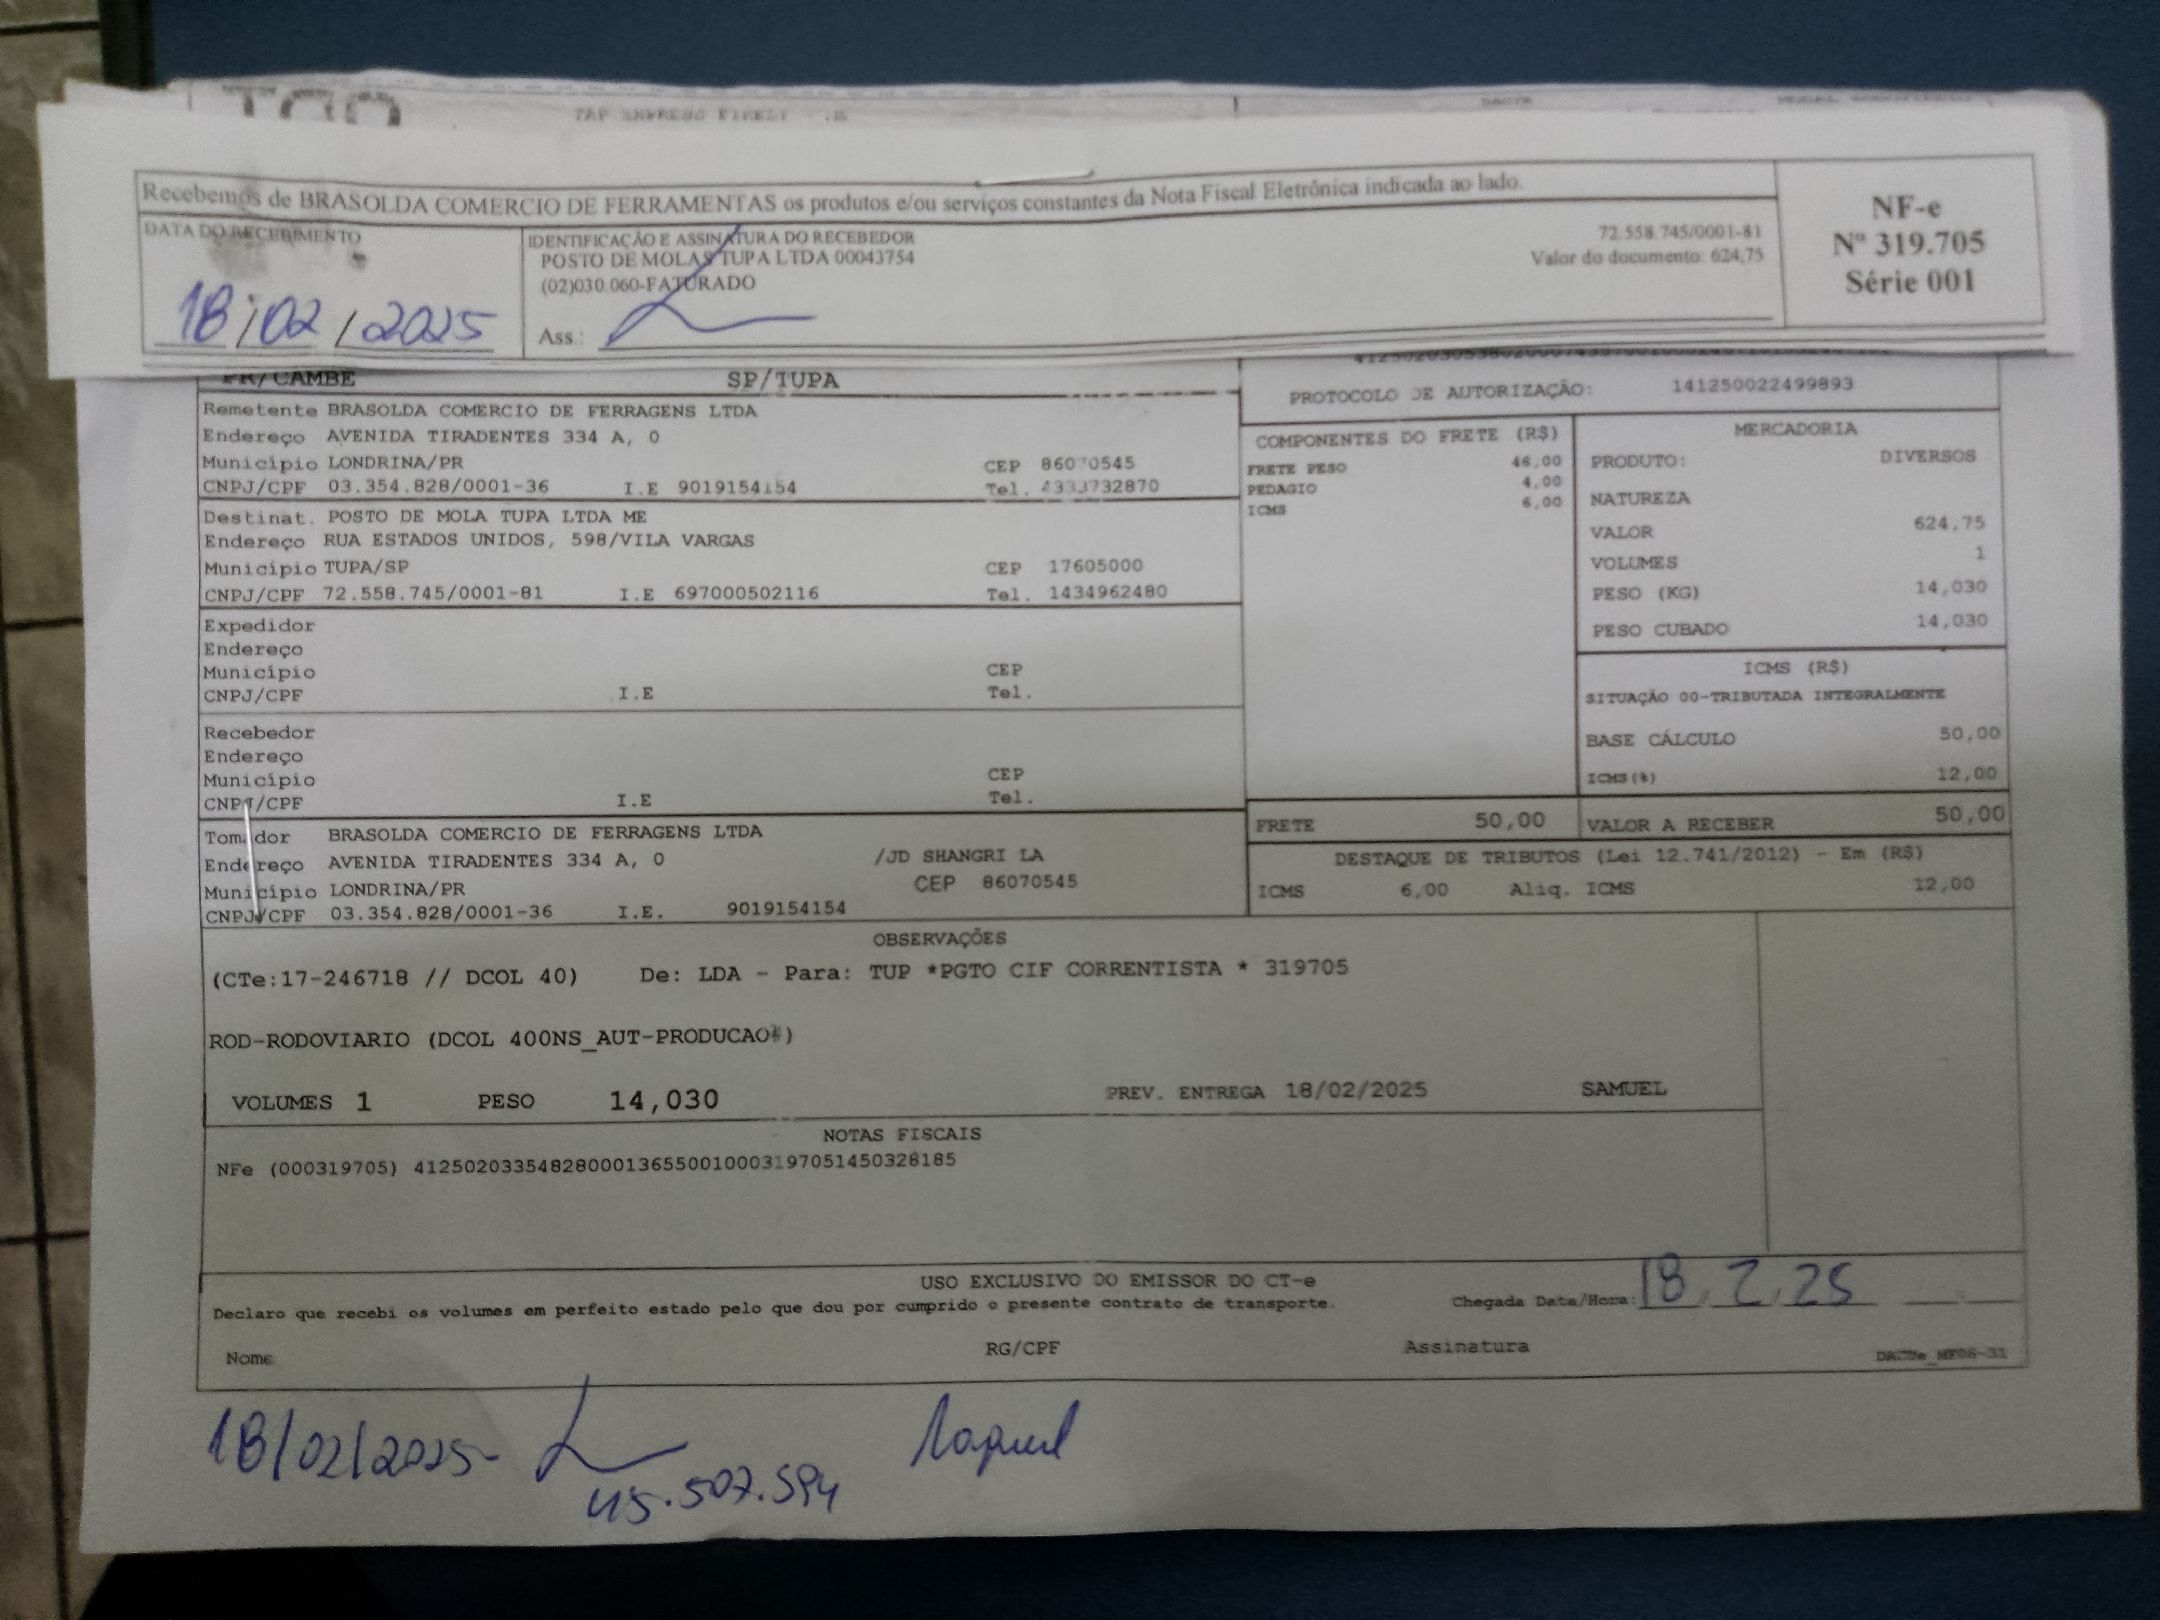 TAP EXPRESS
DACTE
Recebemos de BRASOLDA COMERCIO DE FERRAMENTAS os produtos e/ou serviços constantes da Nota Fiscal Eletrônica indicada ao lado.
NF-e
Nº 319.705
Série 001
DATA DO RECEBIMENTO
18/02/2025
IDENTIFICAÇÃO E ASSINATURA DO RECEBEDOR
POSTO DE MOLAS TUPA LTDA 00043754
(02)030.060-FATURADO
Ass.:
72.558.745/0001-81
Valor do documento: 624,75
PR/CAMBE SP/TUPA
PROTOCOLO DE AUTORIZAÇÃO: 141250022499893
Remetente BRASOLDA COMERCIO DE FERRAGENS LTDA
Endereço AVENIDA TIRADENTES 334 A, 0
Município LONDRINA/PR CEP 86070545
CNPJ/CPF 03.354.828/0001-36 I.E 9019154154 Tel. 4333732870
Destinat. POSTO DE MOLA TUPA LTDA ME
Endereço RUA ESTADOS UNIDOS, 598/VILA VARGAS
Município TUPA/SP CEP 17605000
CNPJ/CPF 72.558.745/0001-81 I.E 697000502116 Tel. 1434962480
Expedidor
Endereço
Município CEP
CNPJ/CPF I.E Tel.
Recebedor
Endereço
Município CEP
CNPJ/CPF I.E Tel.
Tomador BRASOLDA COMERCIO DE FERRAGENS LTDA
Endereço AVENIDA TIRADENTES 334 A, 0 /JD SHANGRI LA
Município LONDRINA/PR CEP 86070545
CNPJ/CPF 03.354.828/0001-36 I.E. 9019154154
COMPONENTES DO FRETE (R$)
FRETE PESO 46,00
PEDAGIO 4,00
ICMS 6,00
MERCADORIA
PRODUTO: DIVERSOS
NATUREZA
VALOR 624,75
VOLUMES 1
PESO (KG) 14,030
PESO CUBADO 14,030
ICMS (R$)
SITUAÇÃO 00-TRIBUTADA INTEGRALMENTE
BASE CÁLCULO 50,00
ICMS(%) 12,00
FRETE 50,00 VALOR A RECEBER 50,00
DESTAQUE DE TRIBUTOS (Lei 12.741/2012) - Em (R$)
ICMS 6,00 Aliq. ICMS 12,00
OBSERVAÇÕES
(CTe:17-246718 // DCOL 40) De: LDA - Para: TUP *PGTO CIF CORRENTISTA * 319705
ROD-RODOVIARIO (DCOL 400NS_AUT-PRODUCAO*)
VOLUMES 1 PESO 14,030 PREV. ENTREGA 18/02/2025 SAMUEL
NOTAS FISCAIS
NFe (000319705) 41250203354828000136550010003197051450328185
USO EXCLUSIVO DO EMISSOR DO CT-e
Declaro que recebi os volumes em perfeito estado pelo que dou por cumprido o presente contrato de transporte.
Chegada Data/Hora: 18.2.25
Nome RG/CPF Assinatura
18/02/2025-
45.507.594
Raquel